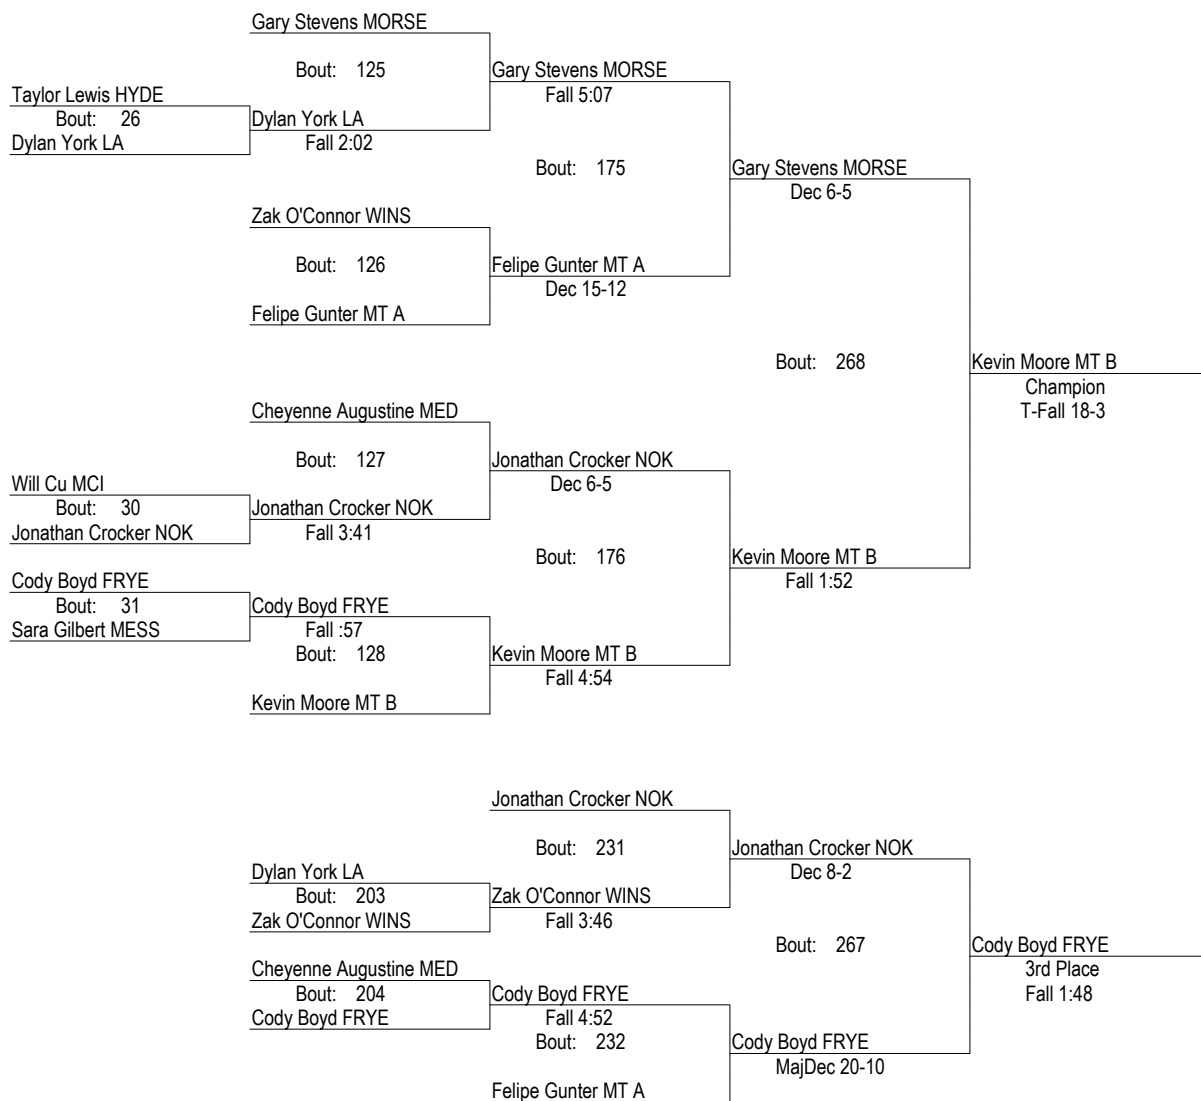 Gary Stevens MORSE
Bout: 125
Gary Stevens MORSE
Fall 5:07
Taylor Lewis HYDE
Bout: 26
Dylan York LA
Dylan York LA
Fall 2:02
Bout: 175
Gary Stevens MORSE
Dec 6-5
Zak O'Connor WINS
Bout: 126
Felipe Gunter MT A
Dec 15-12
Felipe Gunter MT A
Bout: 268
Kevin Moore MT B
Champion
T-Fall 18-3
Cheyenne Augustine MED
Bout: 127
Jonathan Crocker NOK
Dec 6-5
Will Cu MCI
Bout: 30
Jonathan Crocker NOK
Jonathan Crocker NOK
Fall 3:41
Bout: 176
Kevin Moore MT B
Fall 1:52
Cody Boyd FRYE
Bout: 31
Sara Gilbert MESS
Cody Boyd FRYE
Fall :57
Bout: 128
Kevin Moore MT B
Fall 4:54
Kevin Moore MT B
Jonathan Crocker NOK
Bout: 231
Jonathan Crocker NOK
Dec 8-2
Dylan York LA
Bout: 203
Zak O'Connor WINS
Zak O'Connor WINS
Fall 3:46
Bout: 267
Cody Boyd FRYE
3rd Place
Fall 1:48
Cheyenne Augustine MED
Bout: 204
Cody Boyd FRYE
Cody Boyd FRYE
Fall 4:52
Bout: 232
Cody Boyd FRYE
MajDec 20-10
Felipe Gunter MT A